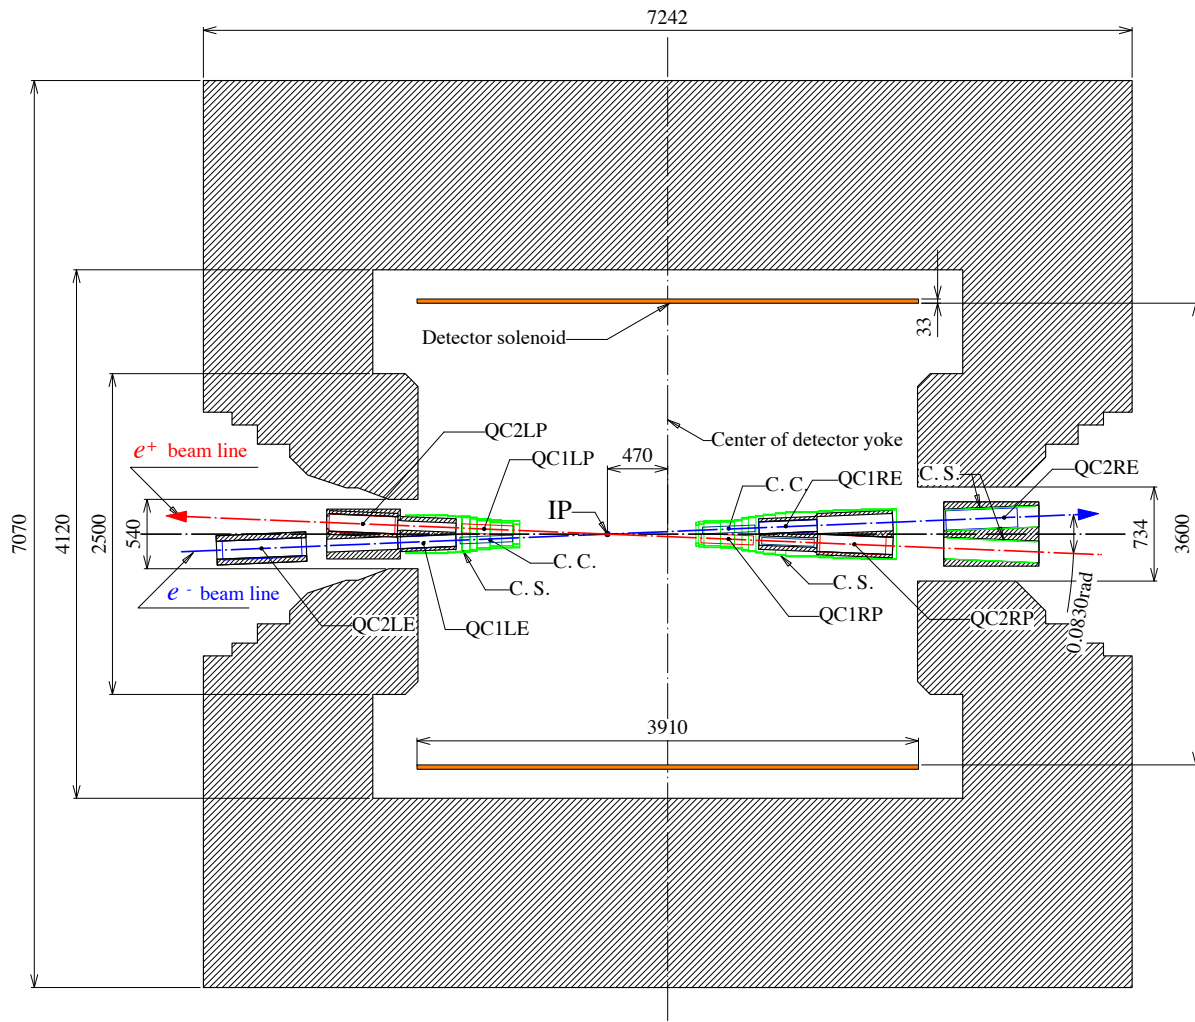 7242
33
Detector solenoid
3600
QC2LP
Center of detector yoke
e+ beam line
QC1LP
470
C. C.
QC1RE
C. S.
QC2RE
IP
7070
4120
2500
540
734
C. C.
C. S.
C. S.
e - beam line
QC2LE
QC1LE
QC1RP
QC2RP
0.0830rad
3910